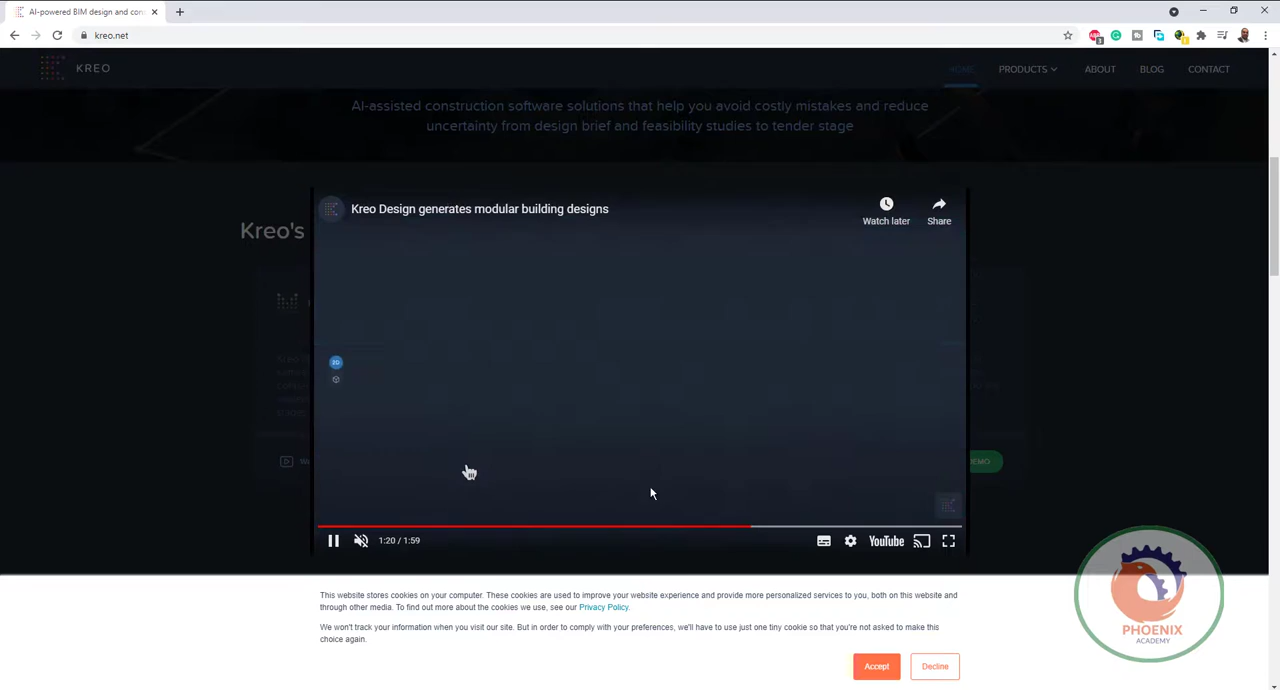 AI-powered BIM design and con
kreo.net
KREO
HOME
PRODUCTS
ABOUT
BLOG
CONTACT
AI-assisted construction software solutions that help you avoid costly mistakes and reduce
uncertainty from design brief and feasibility studies to tender stage
Kreo Design generates modular building designs
Watch later
Share
Kreo's
DEMO
1:20 / 1:59
YouTube
This website stores cookies on your computer. These cookies are used to improve your website experience and provide more personalized services to you, both on this website and
through other media. To find out more about the cookies we use, see our Privacy Policy.
We won't track your information when you visit our site. But in order to comply with your preferences, we'll have to use just one tiny cookie so that you're not asked to make this
choice again.
Accept
Decline
PHOENIX
ACADEMY